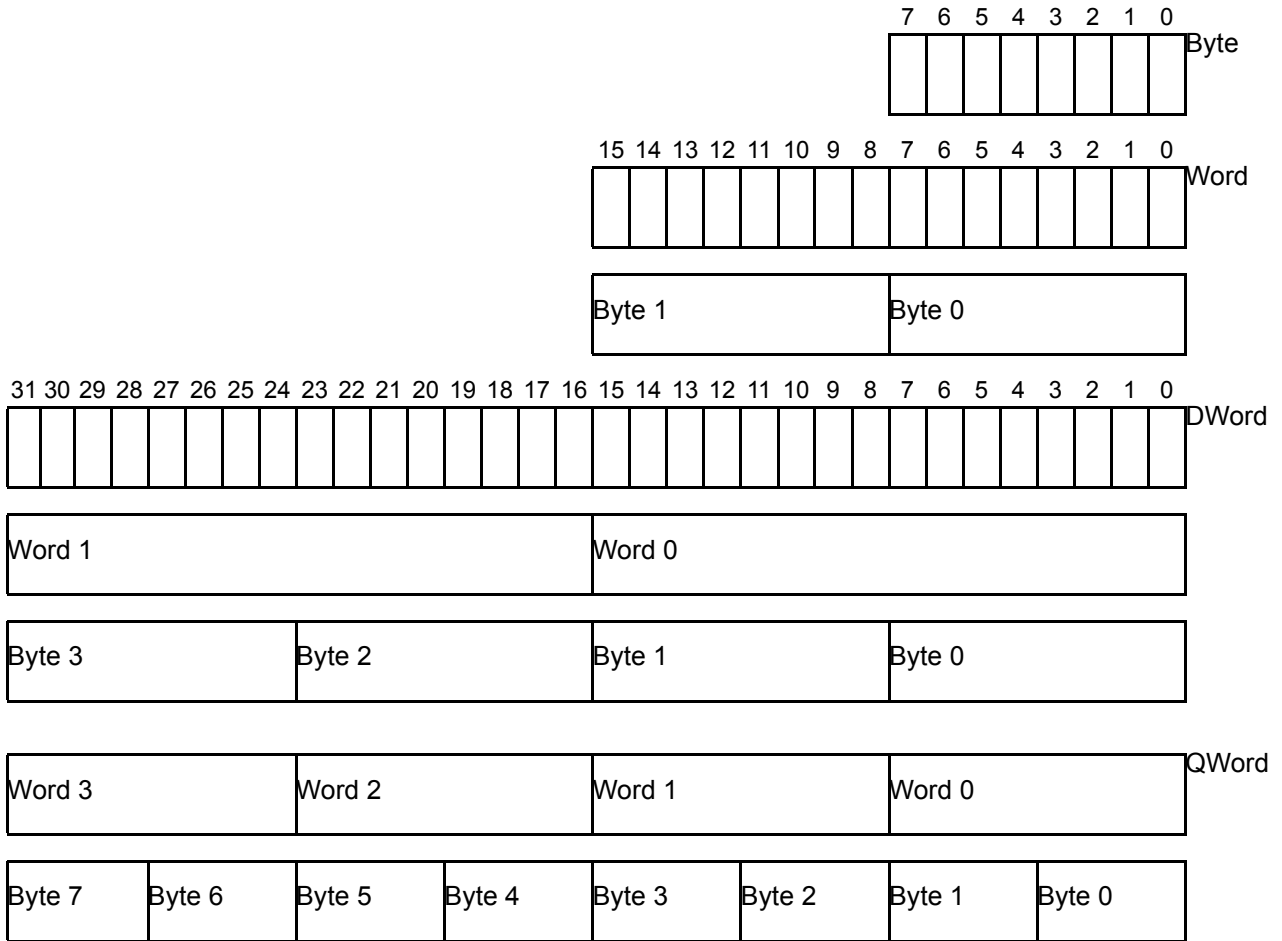 7 6 5 4 3 2 1 0
Byte
15 14 13 12 11 10 9 8 7 6 5 4 3 2 1 0
Word
Byte 1 Byte 0
31 30 29 28 27 26 25 24 23 22 21 20 19 18 17 16 15 14 13 12 11 10 9 8 7 6 5 4 3 2 1 0
DWord
Word 1 Word 0
Byte 3 Byte 2 Byte 1 Byte 0
QWord
Word 3 Word 2 Word 1 Word 0
Byte 7 Byte 6 Byte 5 Byte 4 Byte 3 Byte 2 Byte 1 Byte 0